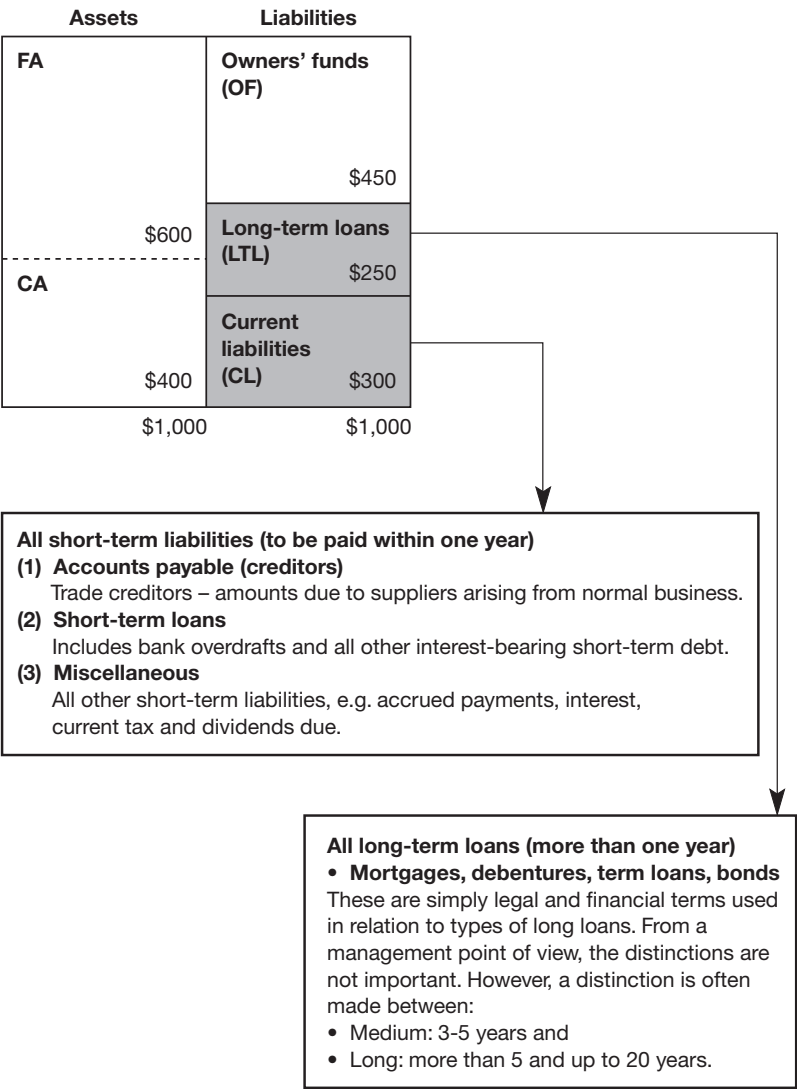 Assets Liabilities
FA
$600
CA
$400
$1,000
Owners’ funds
(OF)
$450
Long-term loans
(LTL)
$250
Current
liabilities
(CL) $300
$1,000
All short-term liabilities (to be paid within one year)
(1) Accounts payable (creditors)
Trade creditors – amounts due to suppliers arising from normal business.
(2) Short-term loans
Includes bank overdrafts and all other interest-bearing short-term debt.
(3) Miscellaneous
All other short-term liabilities, e.g. accrued payments, interest,
current tax and dividends due.
All long-term loans (more than one year)
• Mortgages, debentures, term loans, bonds
These are simply legal and financial terms used
in relation to types of long loans. From a
management point of view, the distinctions are
not important. However, a distinction is often
made between:
• Medium: 3-5 years and
• Long: more than 5 and up to 20 years.